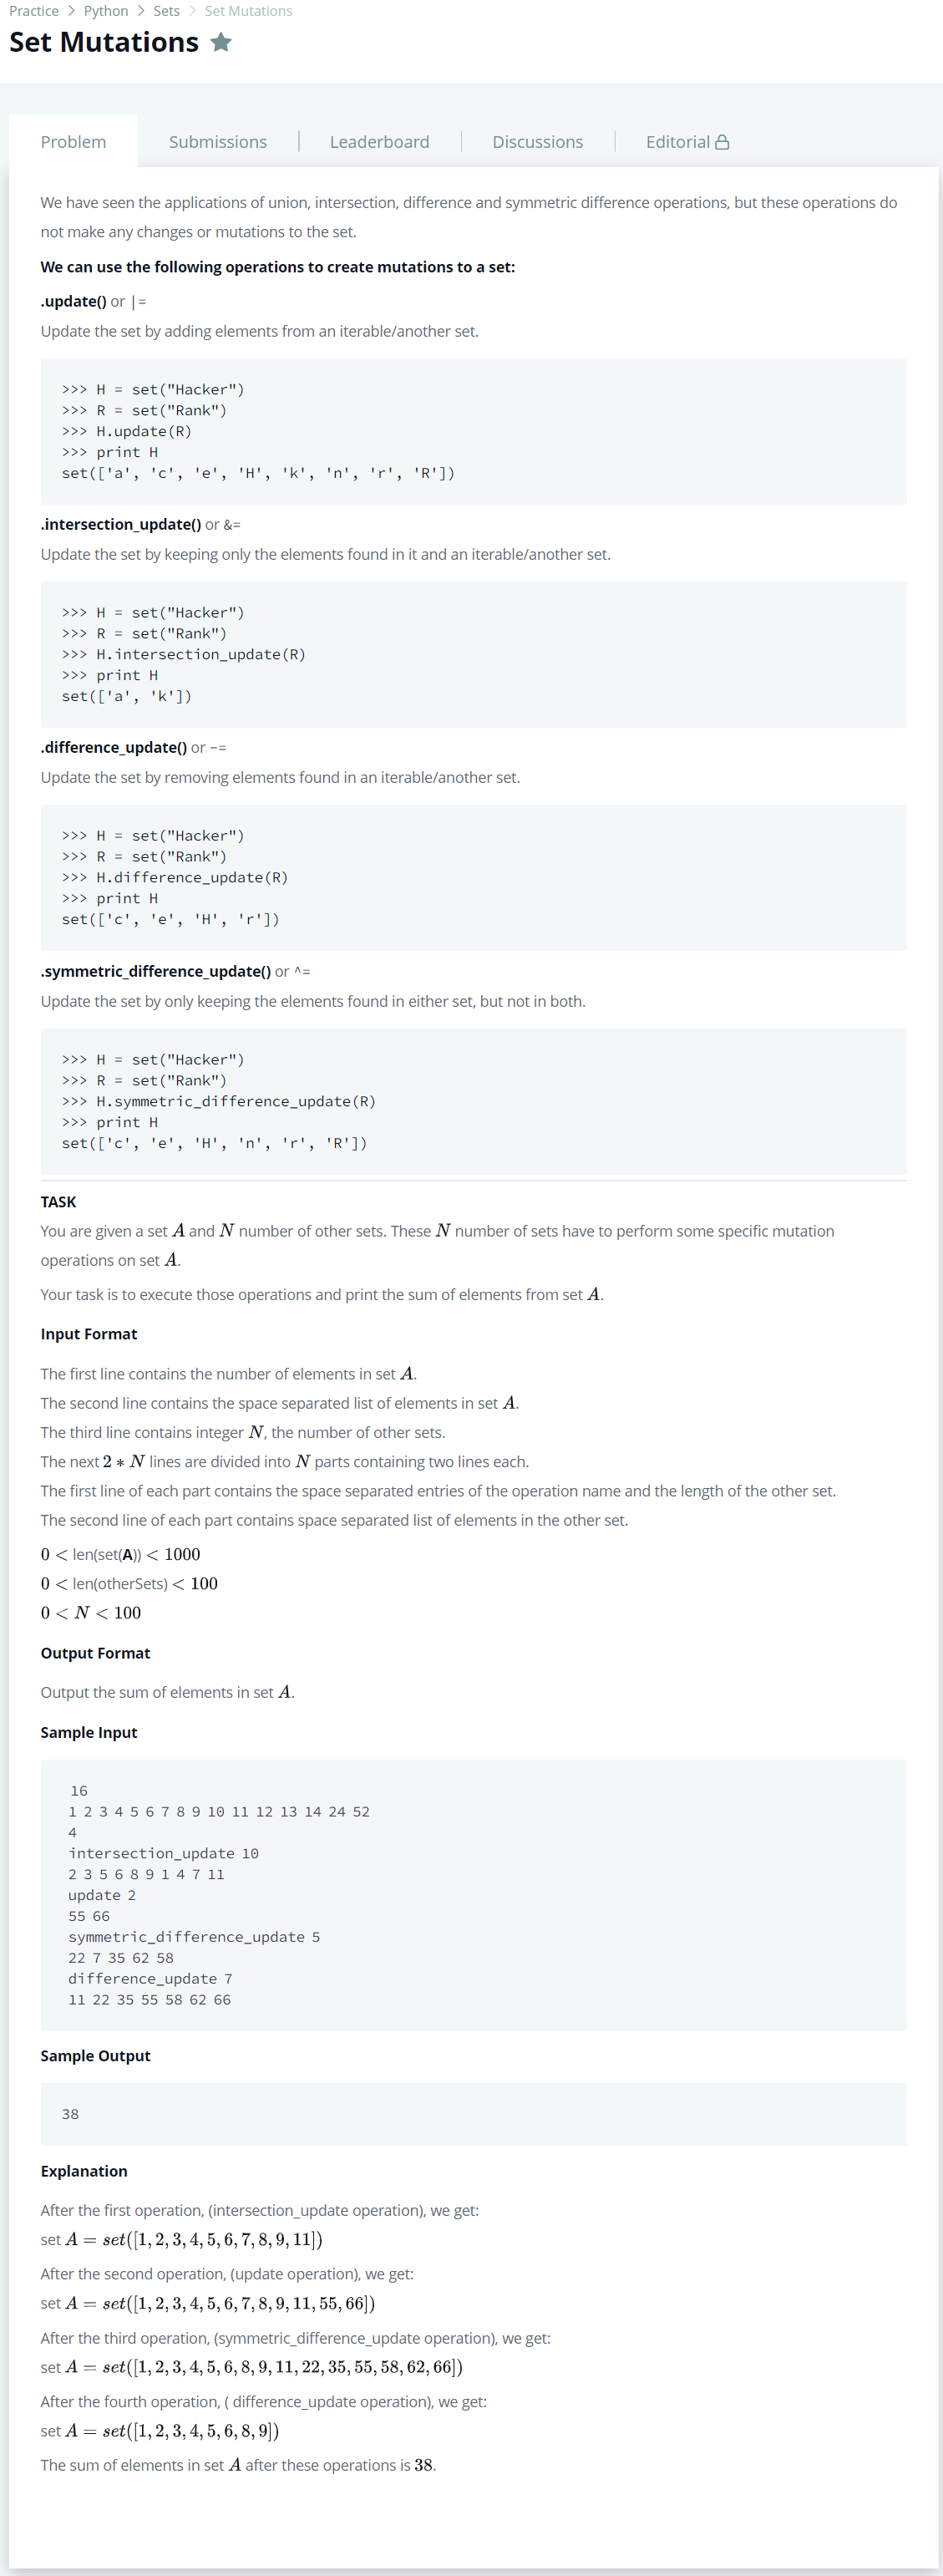 Practice > Python > Sets > Set Mutations
Set Mutations
Problem Submissions | Leaderboard | Discussions | Editorial
We have seen the applications of union, intersection, difference and symmetric difference operations, but these operations do
not make any changes or mutations to the set.
We can use the following operations to create mutations to a set:
.update() or |=
Update the set by adding elements from an iterable/another set.
>>> H = set("Hacker")
>>> R = set("Rank")
>>> H.update(R)
>>> print H
set(['a', 'c', 'e', 'H', 'k', 'n', 'r', 'R'])
.intersection_update() or &=
Update the set by keeping only the elements found in it and an iterable/another set.
>>> H = set("Hacker")
>>> R = set("Rank")
>>> H.intersection_update(R)
>>> print H
set(['a', 'k'])
.difference_update() or -=
Update the set by removing elements found in an iterable/another set.
>>> H = set("Hacker")
>>> R = set("Rank")
>>> H.difference_update(R)
>>> print H
set(['c', 'e', 'H', 'r'])
.symmetric_difference_update() or ^=
Update the set by only keeping the elements found in either set, but not in both.
>>> H = set("Hacker")
>>> R = set("Rank")
>>> H.symmetric_difference_update(R)
>>> print H
set(['c', 'e', 'H', 'n', 'r', 'R'])
TASK
You are given a set A and N number of other sets. These N number of sets have to perform some specific mutation
operations on set A.
Your task is to execute those operations and print the sum of elements from set A.
Input Format
The first line contains the number of elements in set A.
The second line contains the space separated list of elements in set A.
The third line contains integer N, the number of other sets.
The next 2 * N lines are divided into N parts containing two lines each.
The first line of each part contains the space separated entries of the operation name and the length of the other set.
The second line of each part contains space separated list of elements in the other set.
0 < len(set(A)) < 1000
0 < len(otherSets) < 100
0 < N < 100
Output Format
Output the sum of elements in set A.
Sample Input
16
1 2 3 4 5 6 7 8 9 10 11 12 13 14 24 52
4
intersection_update 10
2 3 5 6 8 9 1 4 7 11
update 2
55 66
symmetric_difference_update 5
22 7 35 62 58
difference_update 7
11 22 35 55 58 62 66
Sample Output
38
Explanation
After the first operation, (intersection_update operation), we get:
set A = set([1, 2, 3, 4, 5, 6, 7, 8, 9, 11])
After the second operation, (update operation), we get:
set A = set([1, 2, 3, 4, 5, 6, 7, 8, 9, 11, 55, 66])
After the third operation, (symmetric_difference_update operation), we get:
set A = set([1, 2, 3, 4, 5, 6, 8, 9, 11, 22, 35, 55, 58, 62, 66])
After the fourth operation, ( difference_update operation), we get:
set A = set([1, 2, 3, 4, 5, 6, 8, 9])
The sum of elements in set A after these operations is 38.